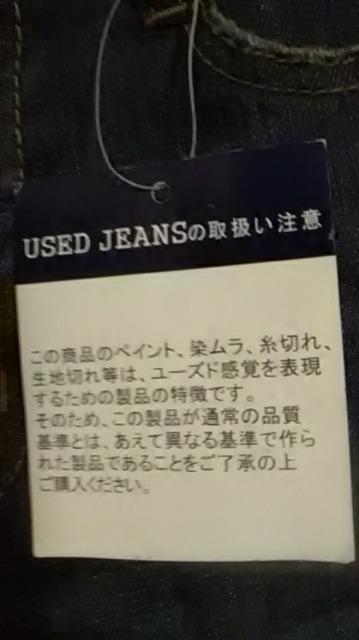 USED JEANSの取扱い注意
この商品のペイント、染ムラ、糸切れ、
生地切れ等は、ユーズド感覚を表現
するための製品の特徴です。
そのため、この製品が通常の品質
基準とは、あえて異なる基準で作ら
れた製品であることをご了承の上
ご購入ください。